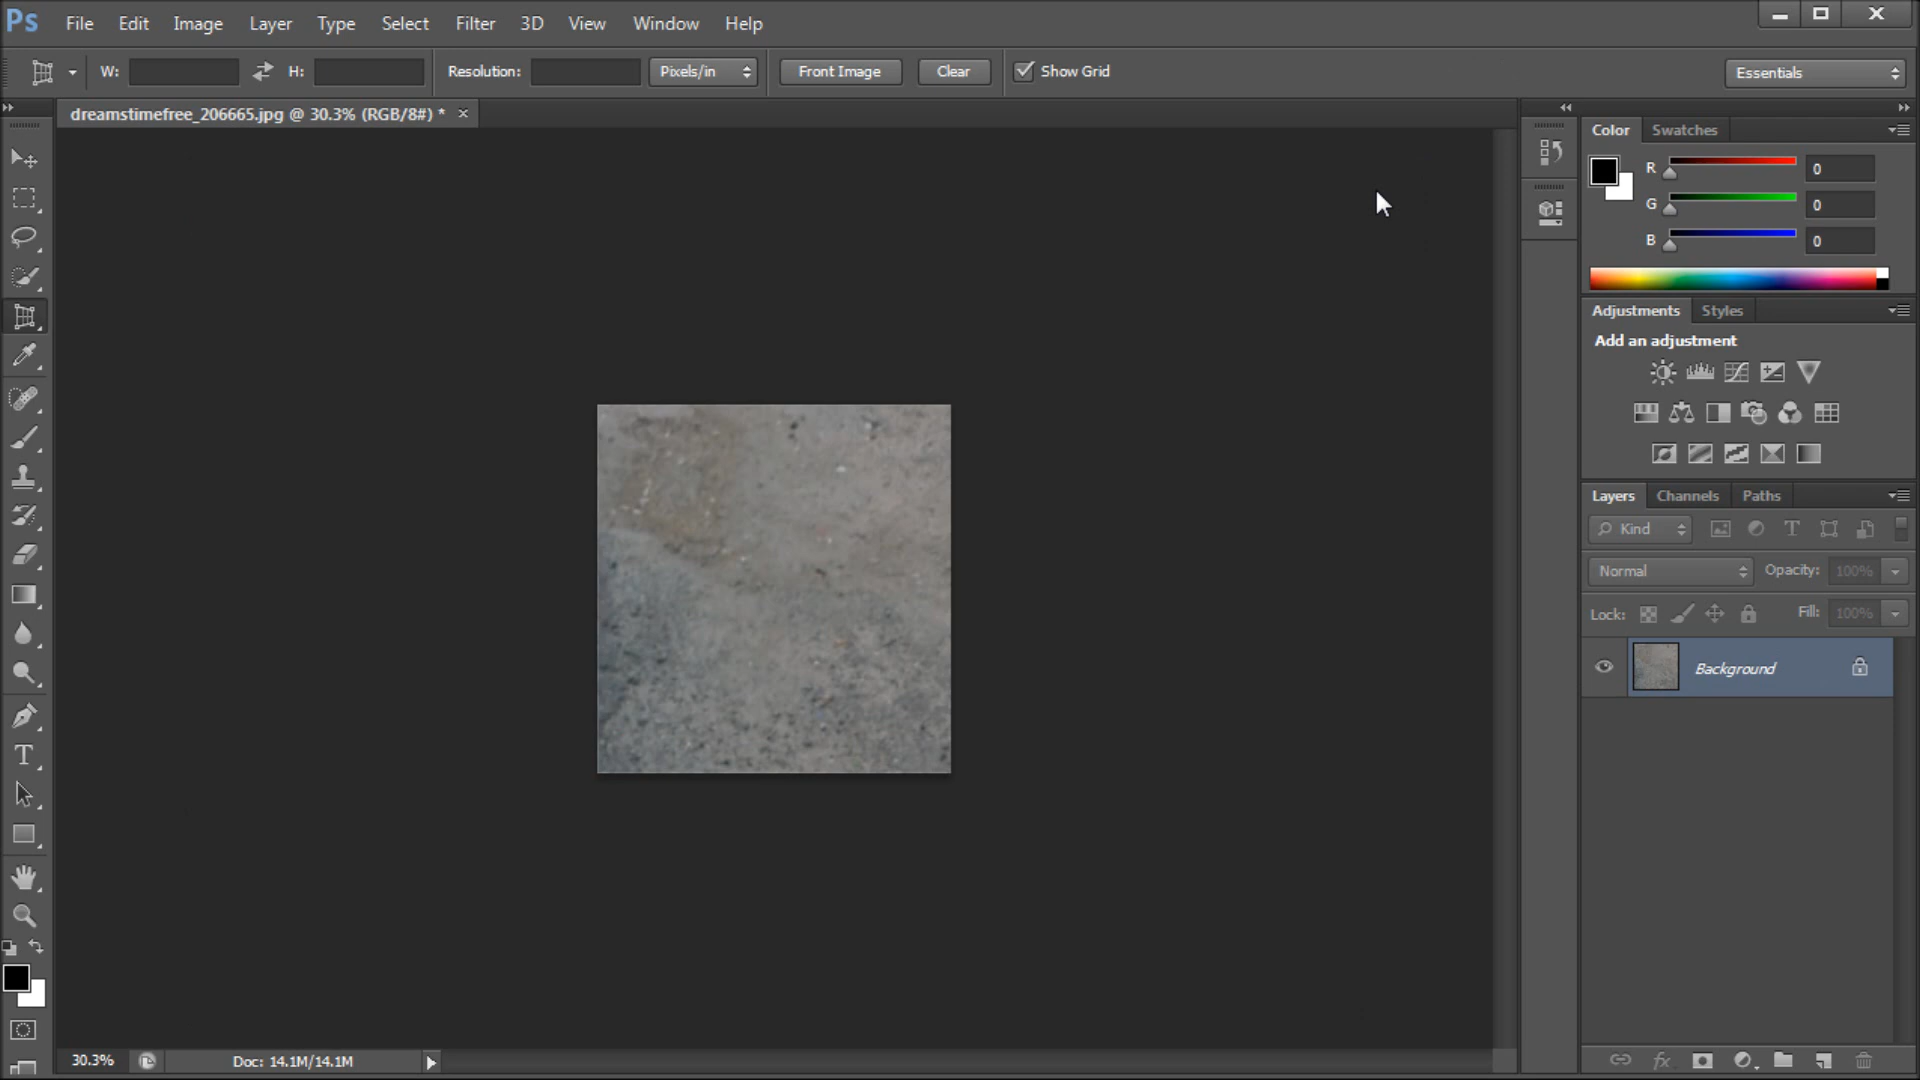 Ps File Edit Image Layer Type Select Filter 3D View Window Help
W: H: Resolution: Pixels/in Front Image Clear Show Grid Essentials
dreamstimefree_206665.jpg @ 30.3% (RGB/8#) *
Color Swatches
R 0
G 0
B 0
Adjustments Styles
Add an adjustment
Layers Channels Paths
Kind
Normal Opacity: 100%
Lock: Fill: 100%
Background
T
30.3% Doc: 14.1M/14.1M
fx